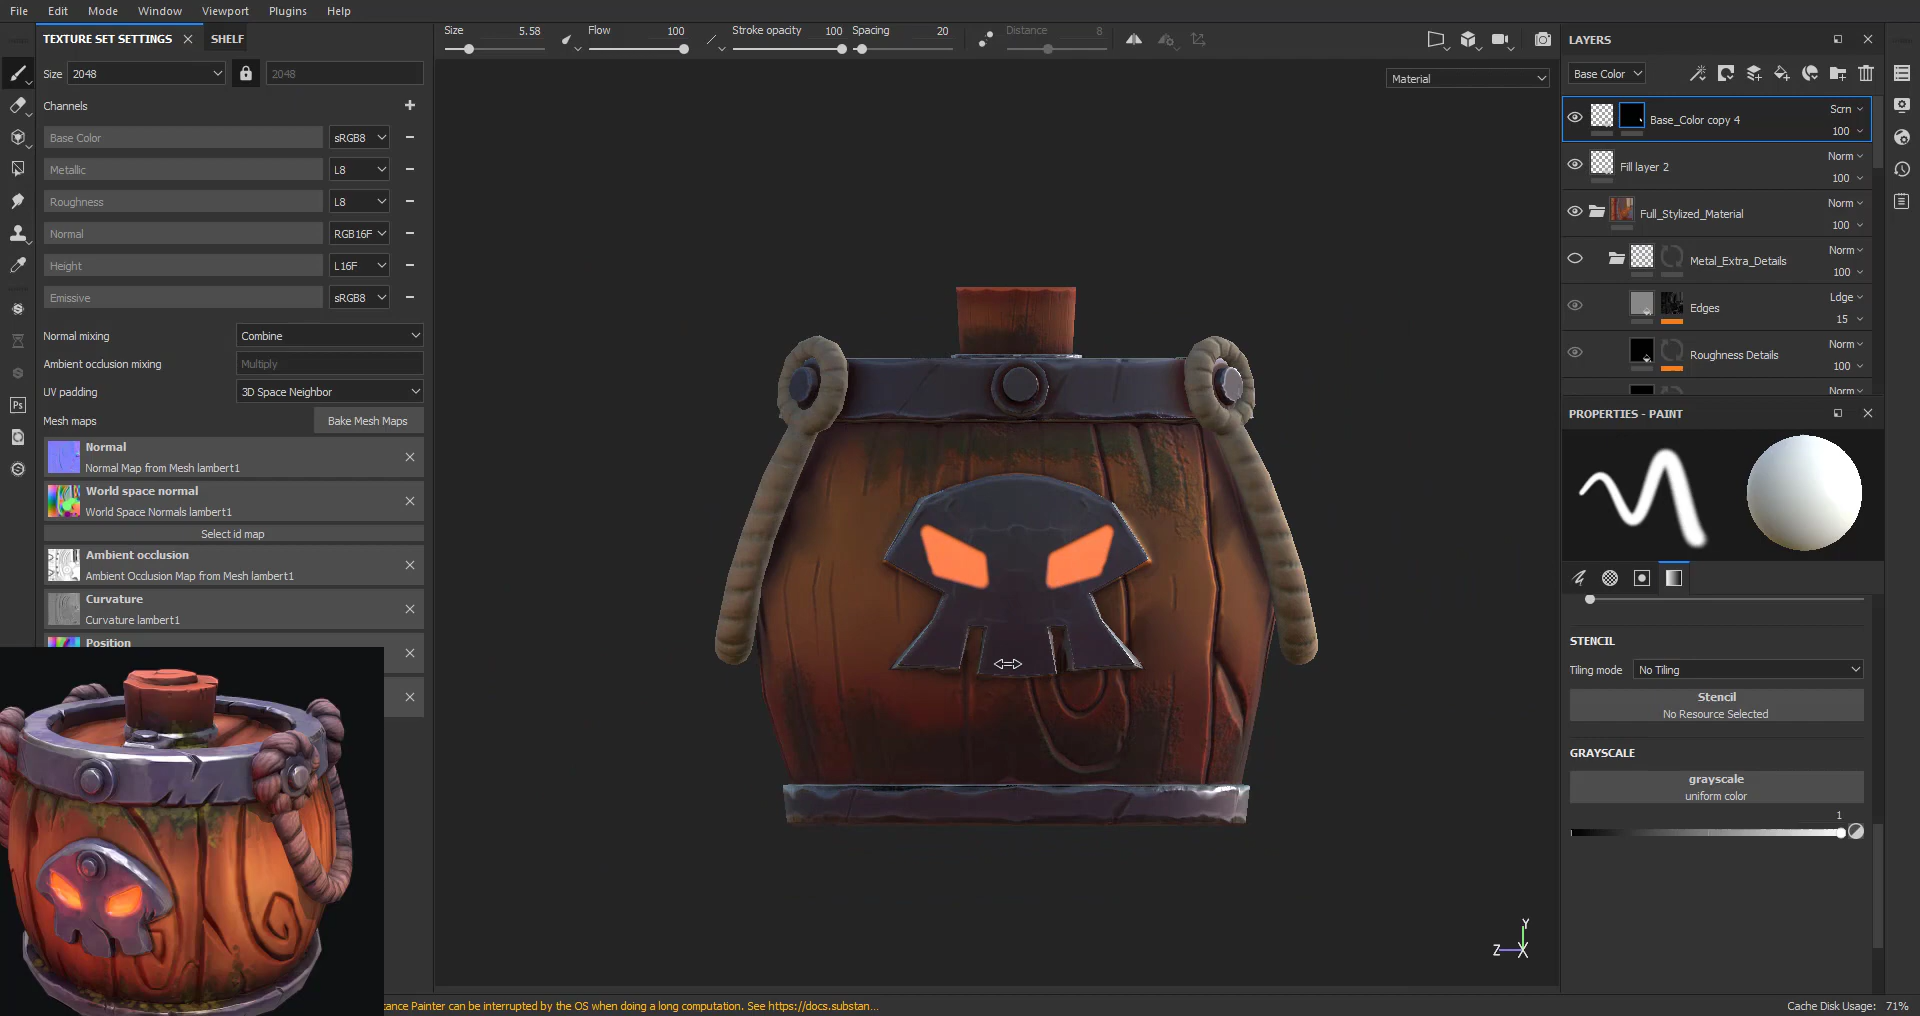 File Edit Mode Window Viewport Plugins Help
TEXTURE SET SETTINGS
SHELF
Size 2048
2048
Channels
Base Color sRGB8
Metallic L8
Roughness L8
Normal RGB16F
Height L16F
Emissive sRGB8
Normal mixing Combine
Ambient occlusion mixing Multiply
UV padding 3D Space Neighbor
Mesh maps Bake Mesh Maps
Normal
Normal Map from Mesh lambert1
World space normal
World Space Normals lambert1
Select id map
Ambient occlusion
Ambient Occlusion Map from Mesh lambert1
Curvature
Curvature lambert1
Position
Ps
Size 5.58
Flow 100
Stroke opacity 100
Spacing 20
Distance 8
Material
Y
Z
X
tance Painter can be interrupted by the OS when doing a long computation. See https://docs.substan...
Cache Disk Usage: 71%
LAYERS
Base Color
Base_Color copy 4 Scrn 100
Fill layer 2 Norm 100
Full_Stylized_Material Norm 100
Metal_Extra_Details Norm 100
Edges Ldge 15
Roughness Details Norm 100
Norm
PROPERTIES - PAINT
STENCIL
Tiling mode No Tiling
Stencil
No Resource Selected
GRAYSCALE
grayscale
uniform color
1